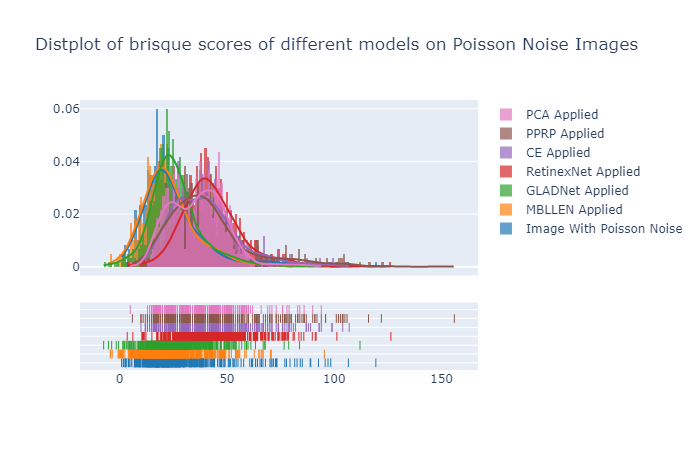 Distplot of brisque scores of different models on Poisson Noise Images
0.06
0.04
0.02
0
PCA Applied
PPRP Applied
CE Applied
RetinexNet Applied
GLADNet Applied
MBLLEN Applied
Image With Poisson Noise
0 50 100 150